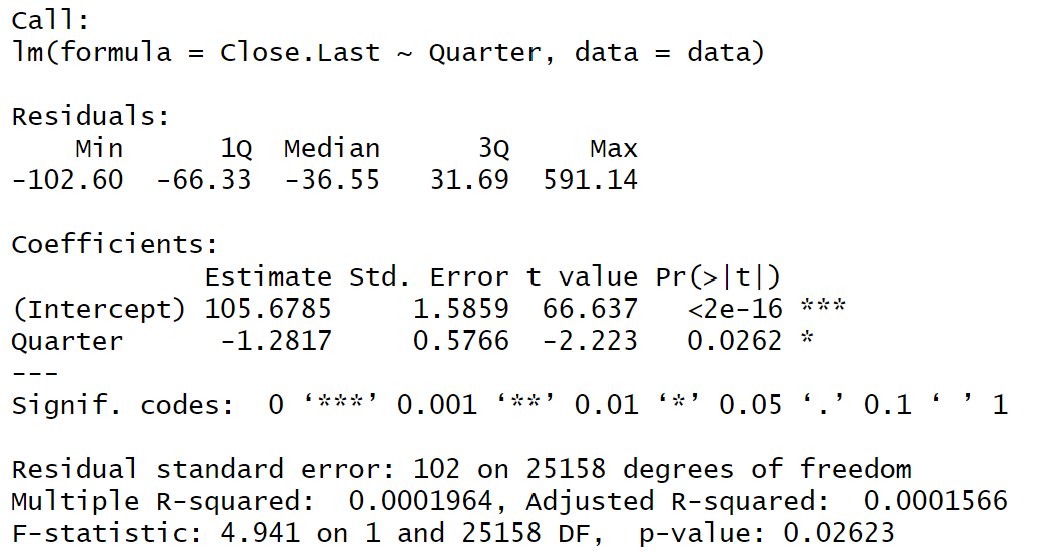 Call:
lm(formula = Close.Last ~ Quarter, data = data)
Residuals:
Min 1Q Median 3Q Max
-102.60 -66.33 -36.55 31.69 591.14
Coefficients:
Estimate Std. Error t value Pr(>|t|)
(Intercept) 105.6785 1.5859 66.637 <2e-16 ***
Quarter -1.2817 0.5766 -2.223 0.0262 *
---
Signif. codes: 0 ‘***’ 0.001 ‘**’ 0.01 ‘*’ 0.05 ‘.’ 0.1 ‘ ’ 1
Residual standard error: 102 on 25158 degrees of freedom
Multiple R-squared: 0.0001964, Adjusted R-squared: 0.0001566
F-statistic: 4.941 on 1 and 25158 DF, p-value: 0.02623